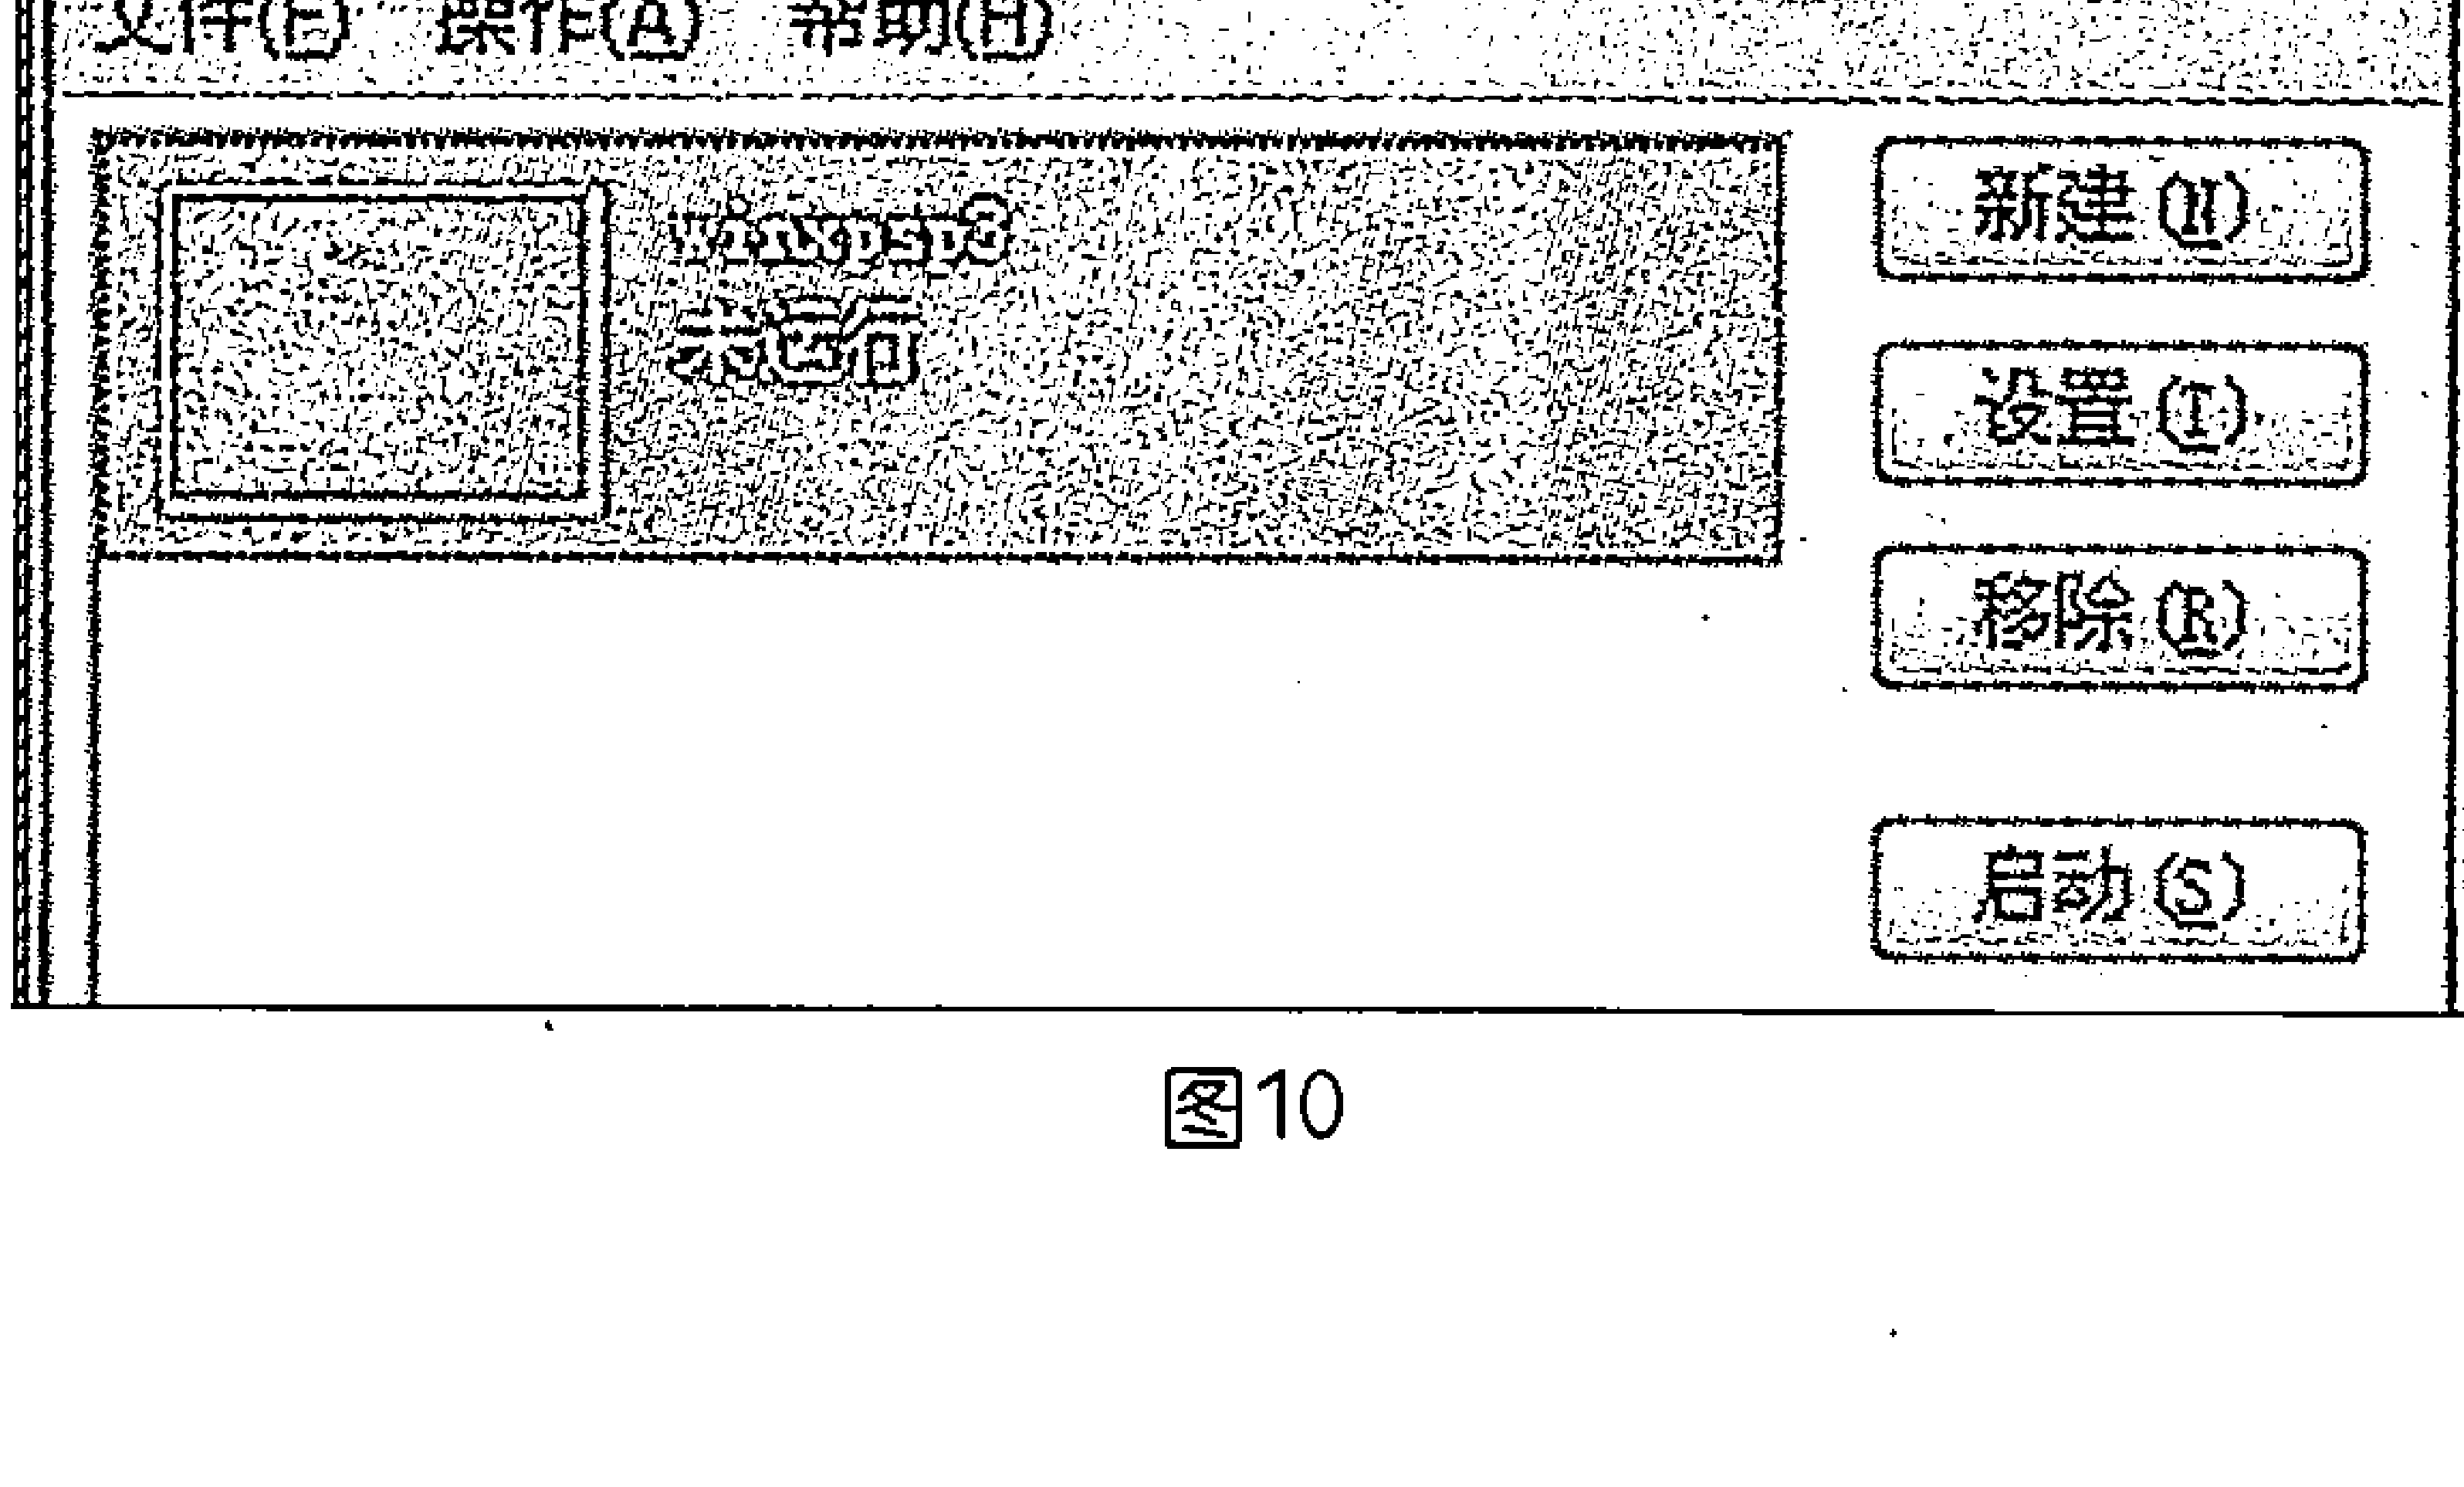 文件(F) 操作(A) 帮助(H)
winxpsp3
未运行
新建(N)
设置(T)
移除(R)
启动(S)
图10